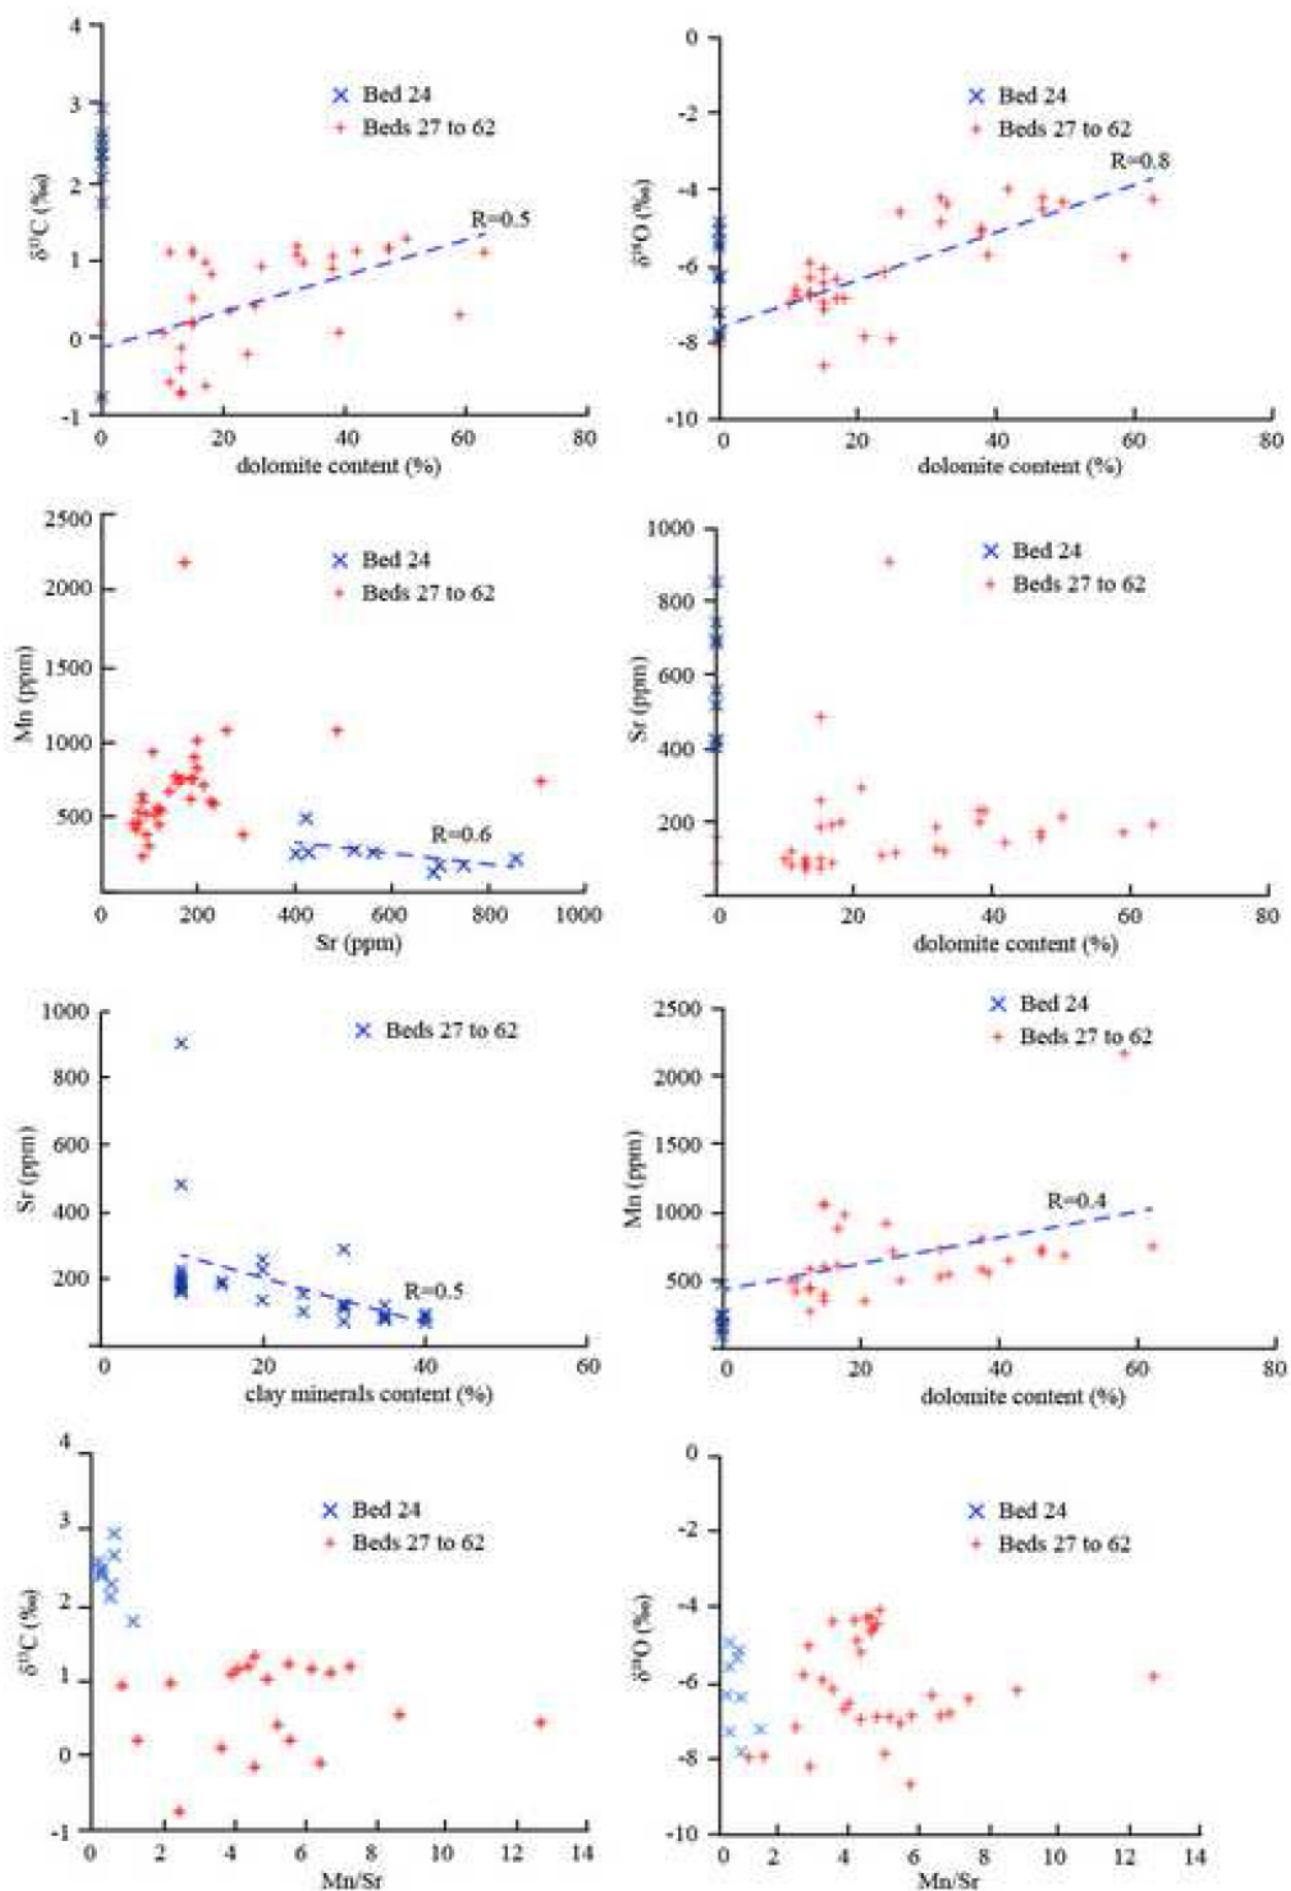 4
3
2
1
0
-1
δ¹³C (‰)
Bed 24
Beds 27 to 62
R=0.5
0 20 40 60 80
dolomite content (%)
0
-2
-4
-6
-8
-10
δ¹⁸O (‰)
Bed 24
Beds 27 to 62
R=0.8
0 20 40 60 80
dolomite content (%)
2500
2000
1500
1000
500
Mn (ppm)
Bed 24
Beds 27 to 62
R=0.6
0 200 400 600 800 1000
Sr (ppm)
1000
800
600
400
200
Sr (ppm)
Bed 24
Beds 27 to 62
0 20 40 60 80
dolomite content (%)
1000
800
600
400
200
Sr (ppm)
Beds 27 to 62
R=0.5
0 20 40 60
clay minerals content (%)
2500
2000
1500
1000
500
Mn (ppm)
Bed 24
Beds 27 to 62
R=0.4
0 20 40 60 80
dolomite content (%)
4
3
2
1
0
-1
δ¹³C (‰)
Bed 24
Beds 27 to 62
0 2 4 6 8 10 12 14
Mn/Sr
0
-2
-4
-6
-8
-10
δ¹⁸O (‰)
Bed 24
Beds 27 to 62
0 2 4 6 8 10 12 14
Mn/Sr